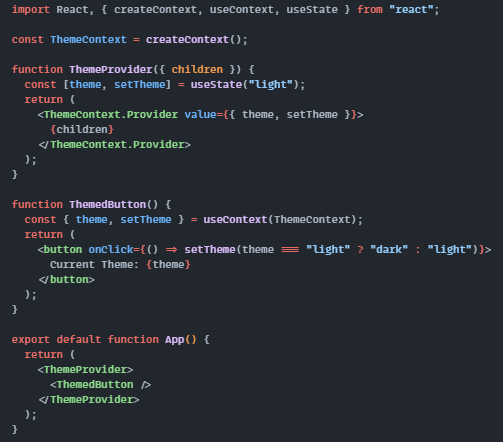 import React, { createContext, useContext, useState } from "react";

const ThemeContext = createContext();

function ThemeProvider({ children }) {
  const [theme, setTheme] = useState("light");
  return (
    <ThemeContext.Provider value={{ theme, setTheme }}>
      {children}
    </ThemeContext.Provider>
  );
}

function ThemedButton() {
  const { theme, setTheme } = useContext(ThemeContext);
  return (
    <button onClick={() => setTheme(theme === "light" ? "dark" : "light")}>
      Current Theme: {theme}
    </button>
  );
}

export default function App() {
  return (
    <ThemeProvider>
      <ThemedButton />
    </ThemeProvider>
  );
}